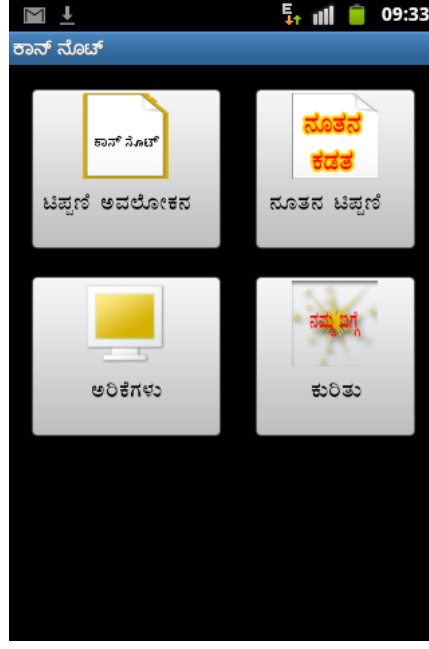 E 09:33
ಕಾನ್ ನೊಟ್
ಕಾನ್ ನೊಟ್
ನೂತನ
ಕಡತ
ಟಿಪ್ಪಣಿ ಅವಲೋಕನ
ನೂತನ ಟಿಪ್ಪಣಿ
ನಮ್ಮ ಬಗ್ಗೆ
ಅರಿಕೆಗಳು
ಕುರಿತು